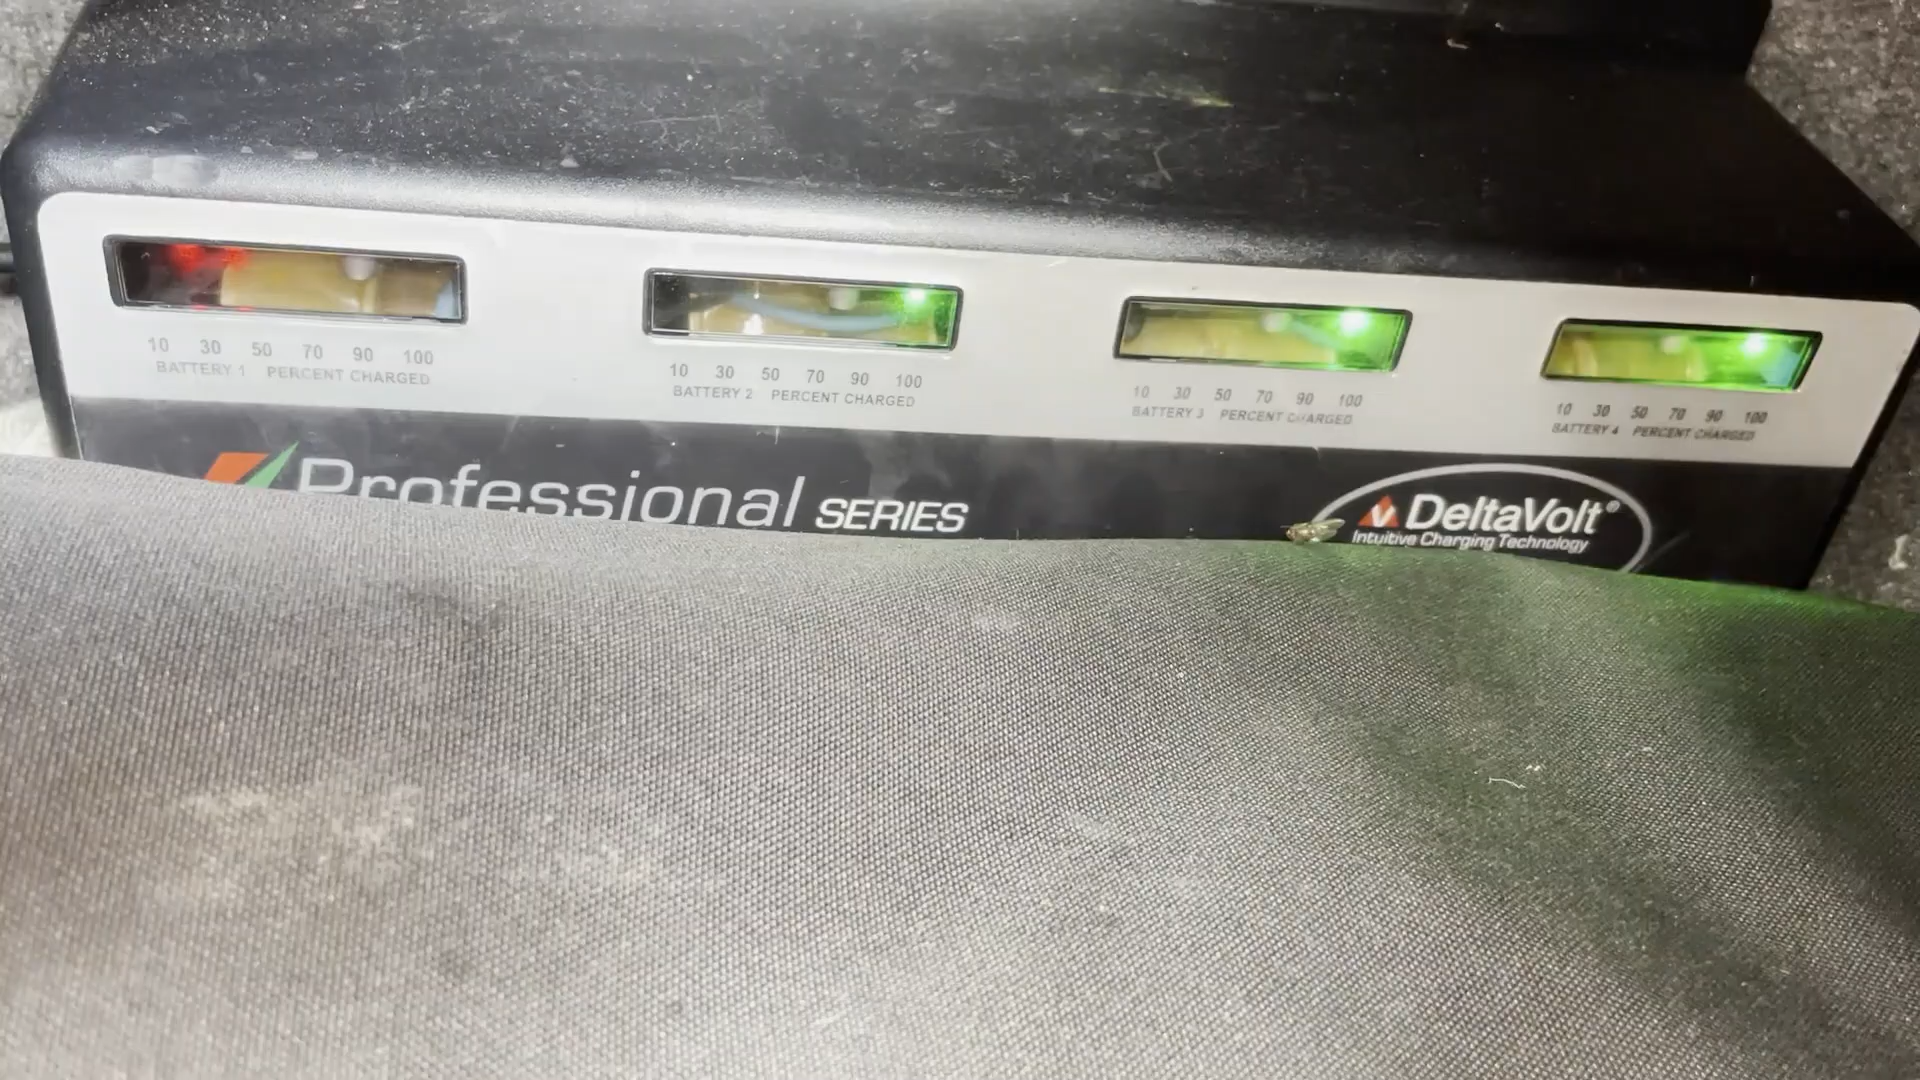 10 30 50 70 90 100
BATTERY 1 PERCENT CHARGED
10 30 50 70 90 100
BATTERY 2 PERCENT CHARGED
10 30 50 70 90 100
BATTERY 3 PERCENT CHARGED
10 30 50 70 90 100
BATTERY 4 PERCENT CHARGED
Professional SERIES
DeltaVolt®
Intuitive Charging Technology